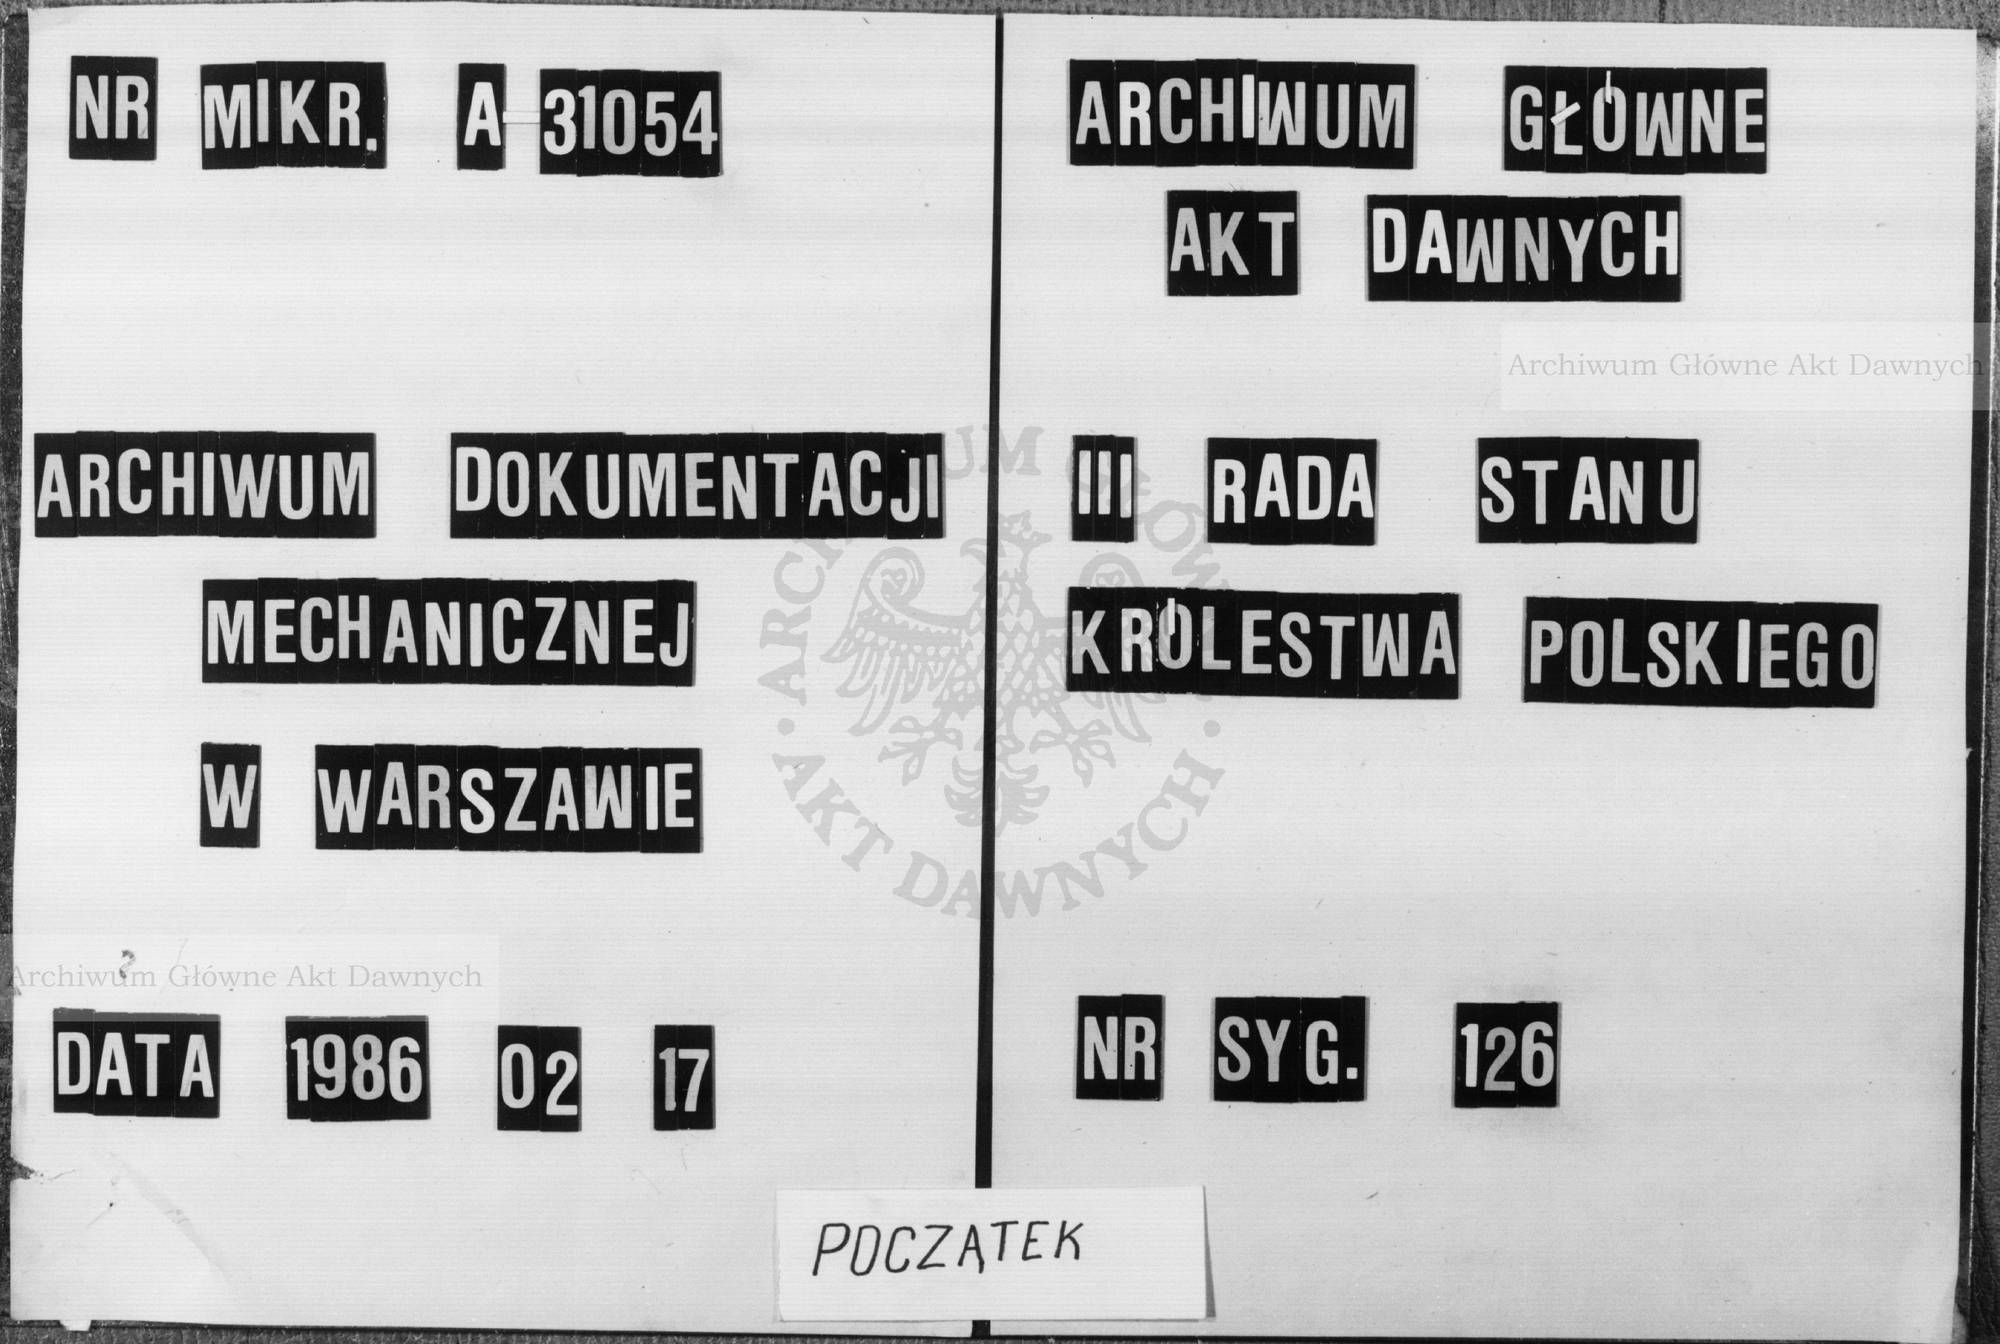 NR MIKR. A-31054
ARCHIWUM DOKUMENTACJI
MECHANICZNEJ
W WARSZAWIE
Archiwum Główne Akt Dawnych
DATA 1986 02 17
ARCHIWUM GŁÓWNE
AKT DAWNYCH
Archiwum Główne Akt Dawnych
III RADA STANU
KRÓLESTWA POLSKIEGO
NR SYG. 126
ARCHIWUM GŁÓWNE
· AKT DAWNYCH ·
POCZĄTEK